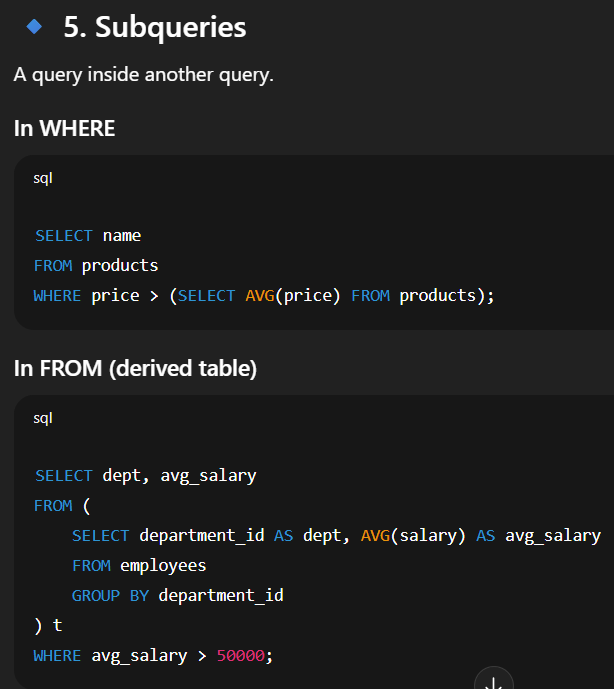 5. Subqueries
A query inside another query.
In WHERE
sql
SELECT name
FROM products
WHERE price > (SELECT AVG(price) FROM products);
In FROM (derived table)
sql
SELECT dept, avg_salary
FROM (
    SELECT department_id AS dept, AVG(salary) AS avg_salary
    FROM employees
    GROUP BY department_id
) t
WHERE avg_salary > 50000;